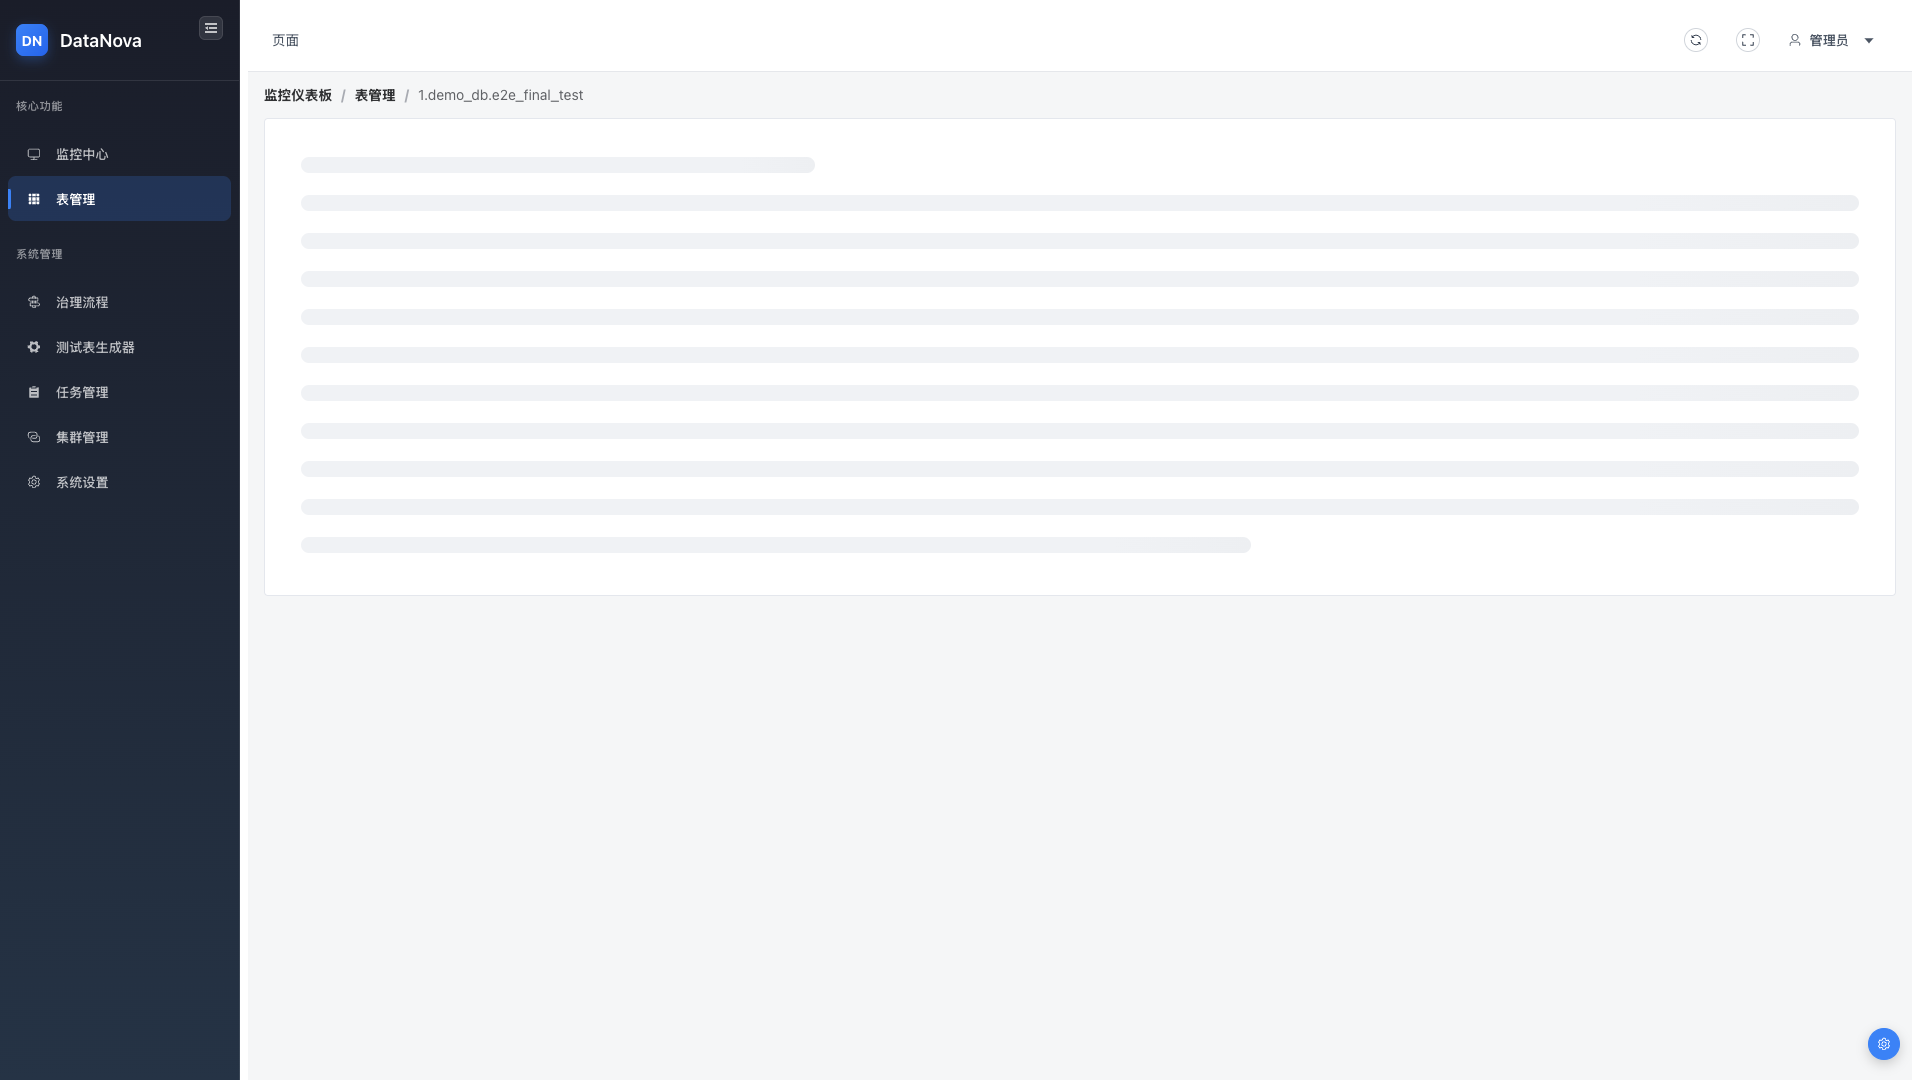 DN DataNova
核心功能
监控中心
表管理
系统管理
治理流程
测试表生成器
任务管理
集群管理
系统设置
页面
管理员
监控仪表板 / 表管理 / 1.demo_db.e2e_final_test